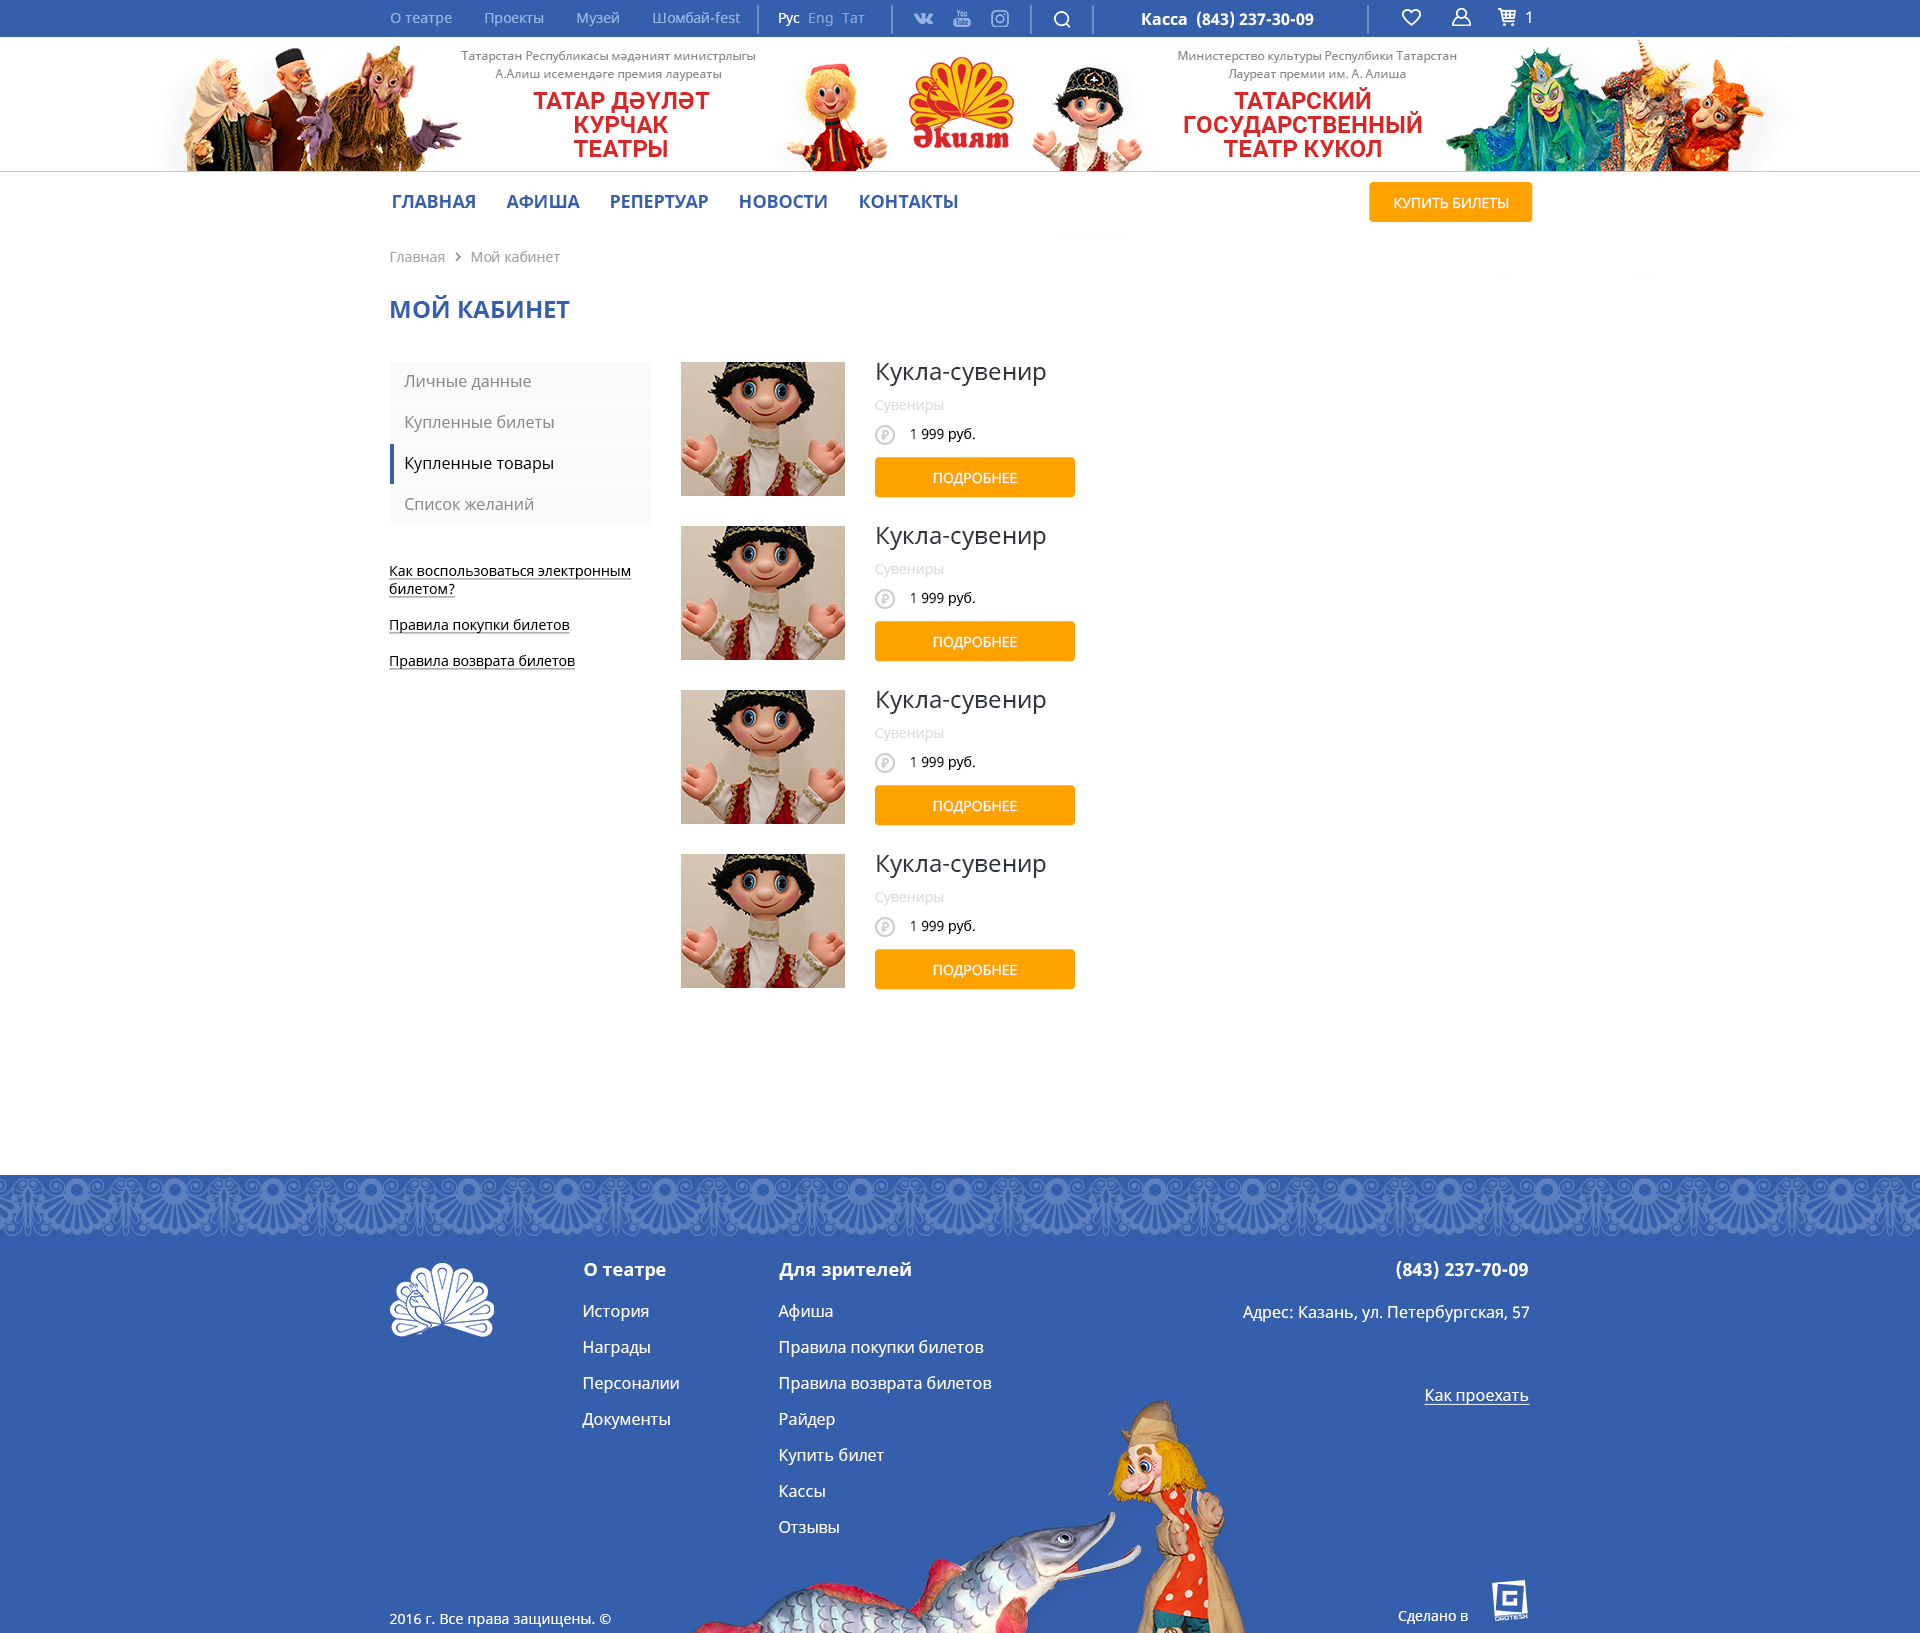 О театре Проекты Музей Шомбай-fest Рус Eng Тат You Tube Касса (843) 237-30-09 1
Татарстан Республикасы мәдәният министрлыгы
А.Алиш исемендәге премия лауреаты
ТАТАР ДӘҮЛӘТ
КУРЧАК
ТЕАТРЫ
Әкият
Министерство культуры Респулбики Татарстан
Лауреат премии им. А. Алиша
ТАТАРСКИЙ
ГОСУДАРСТВЕННЫЙ
ТЕАТР КУКОЛ
ГЛАВНАЯ АФИША РЕПЕРТУАР НОВОСТИ КОНТАКТЫ КУПИТЬ БИЛЕТЫ
Главная > Мой кабинет
МОЙ КАБИНЕТ
Личные данные
Купленные билеты
Купленные товары
Список желаний
Как воспользоваться электронным
билетом?
Правила покупки билетов
Правила возврата билетов
Кукла-сувенир
Сувениры
₽ 1 999 руб.
ПОДРОБНЕЕ
Кукла-сувенир
Сувениры
₽ 1 999 руб.
ПОДРОБНЕЕ
Кукла-сувенир
Сувениры
₽ 1 999 руб.
ПОДРОБНЕЕ
Кукла-сувенир
Сувениры
₽ 1 999 руб.
ПОДРОБНЕЕ
О театре
История
Награды
Персоналии
Документы
Для зрителей
Афиша
Правила покупки билетов
Правила возврата билетов
Райдер
Купить билет
Кассы
Отзывы
(843) 237-70-09
Адрес: Казань, ул. Петербургская, 57
Как проехать
2016 г. Все права защищены. ©
Сделано в G GROTESK